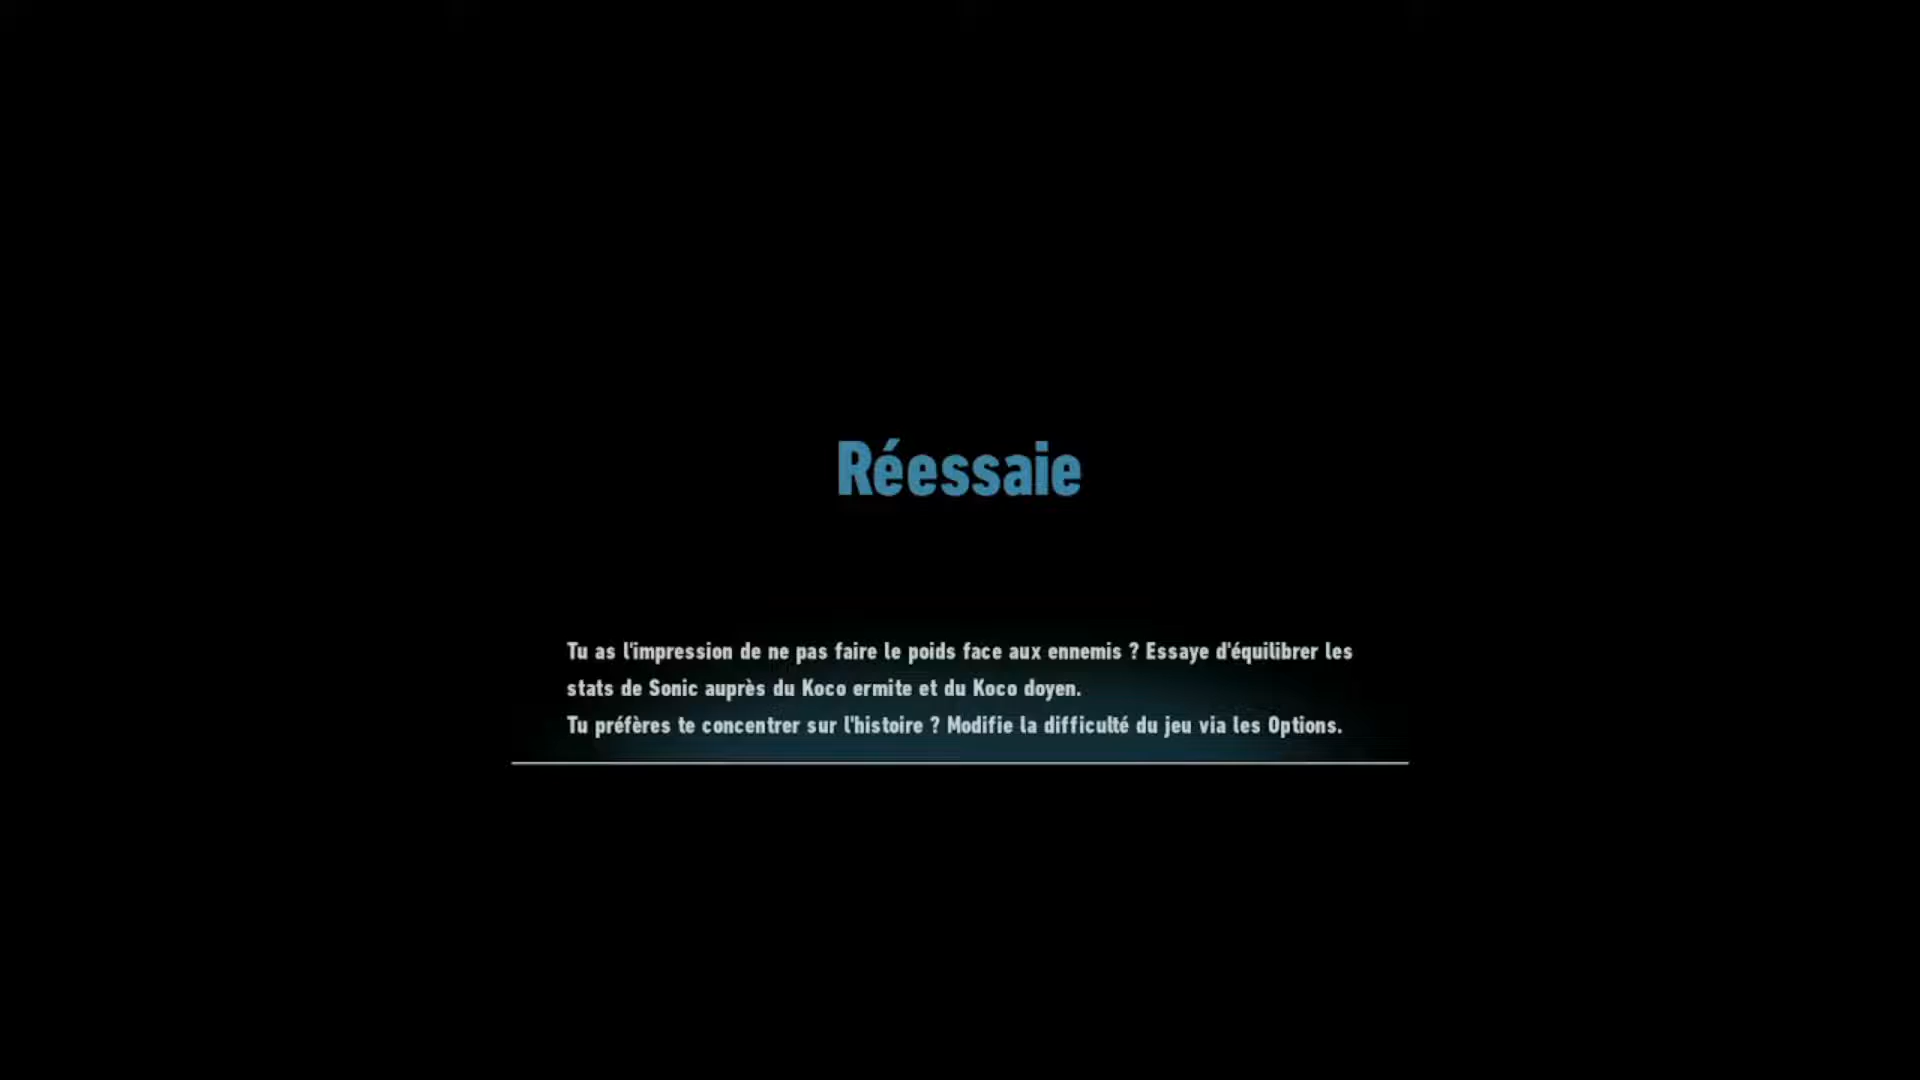 Réessaie
Tu as l'impression de ne pas faire le poids face aux ennemis ? Essaye d'équilibrer les
stats de Sonic auprès du Koco ermite et du Koco doyen.
Tu préfères te concentrer sur l'histoire ? Modifie la difficulté du jeu via les Options.